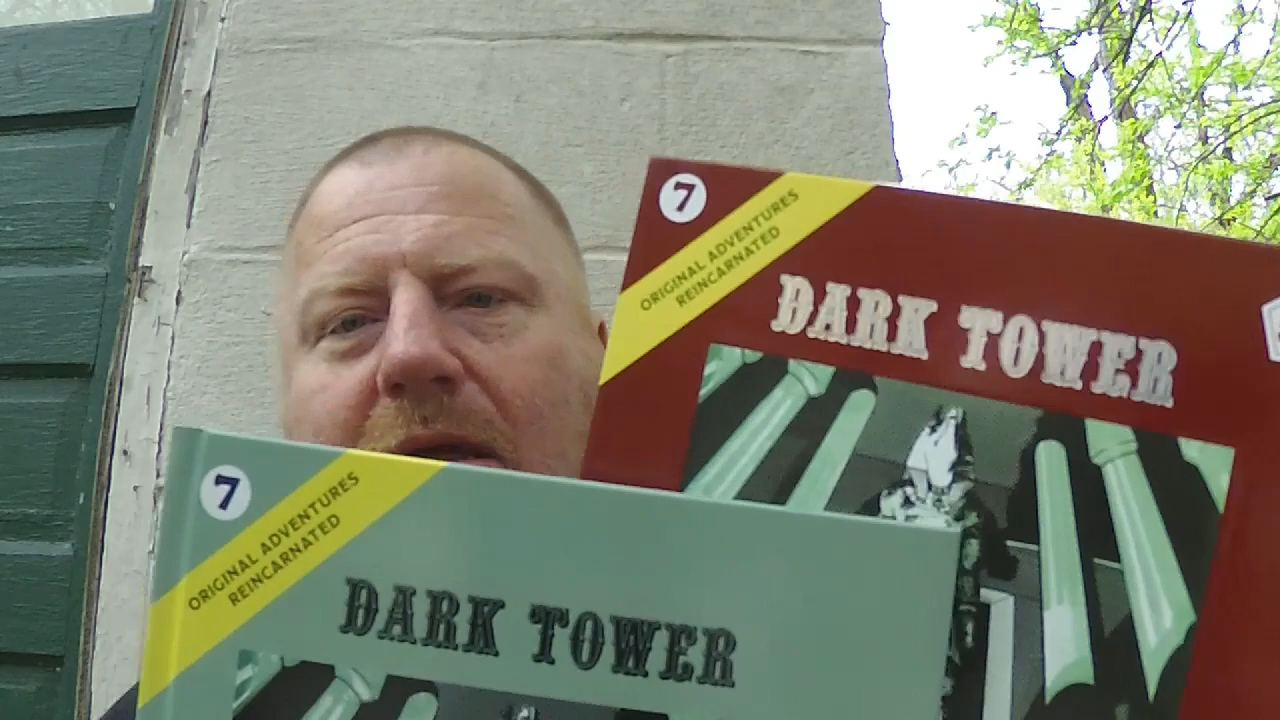 7
ORIGINAL ADVENTURES
REINCARNATED
DARK TOWER
7
ORIGINAL ADVENTURES
REINCARNATED
DARK TOWER